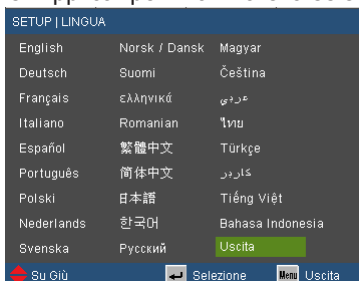 SETUP | LINGUA
English Norsk / Dansk Magyar
Deutsch Suomi Čeština
Français ελληνικά عربي
Italiano Romanian ไทย
Español 繁體中文 Türkçe
Português 简体中文 کاربر
Polski 日本語 Tiếng Việt
Nederlands 한국어 Bahasa Indonesia
Svenska Русский Uscita
Su Giù Selezione Menu Uscita